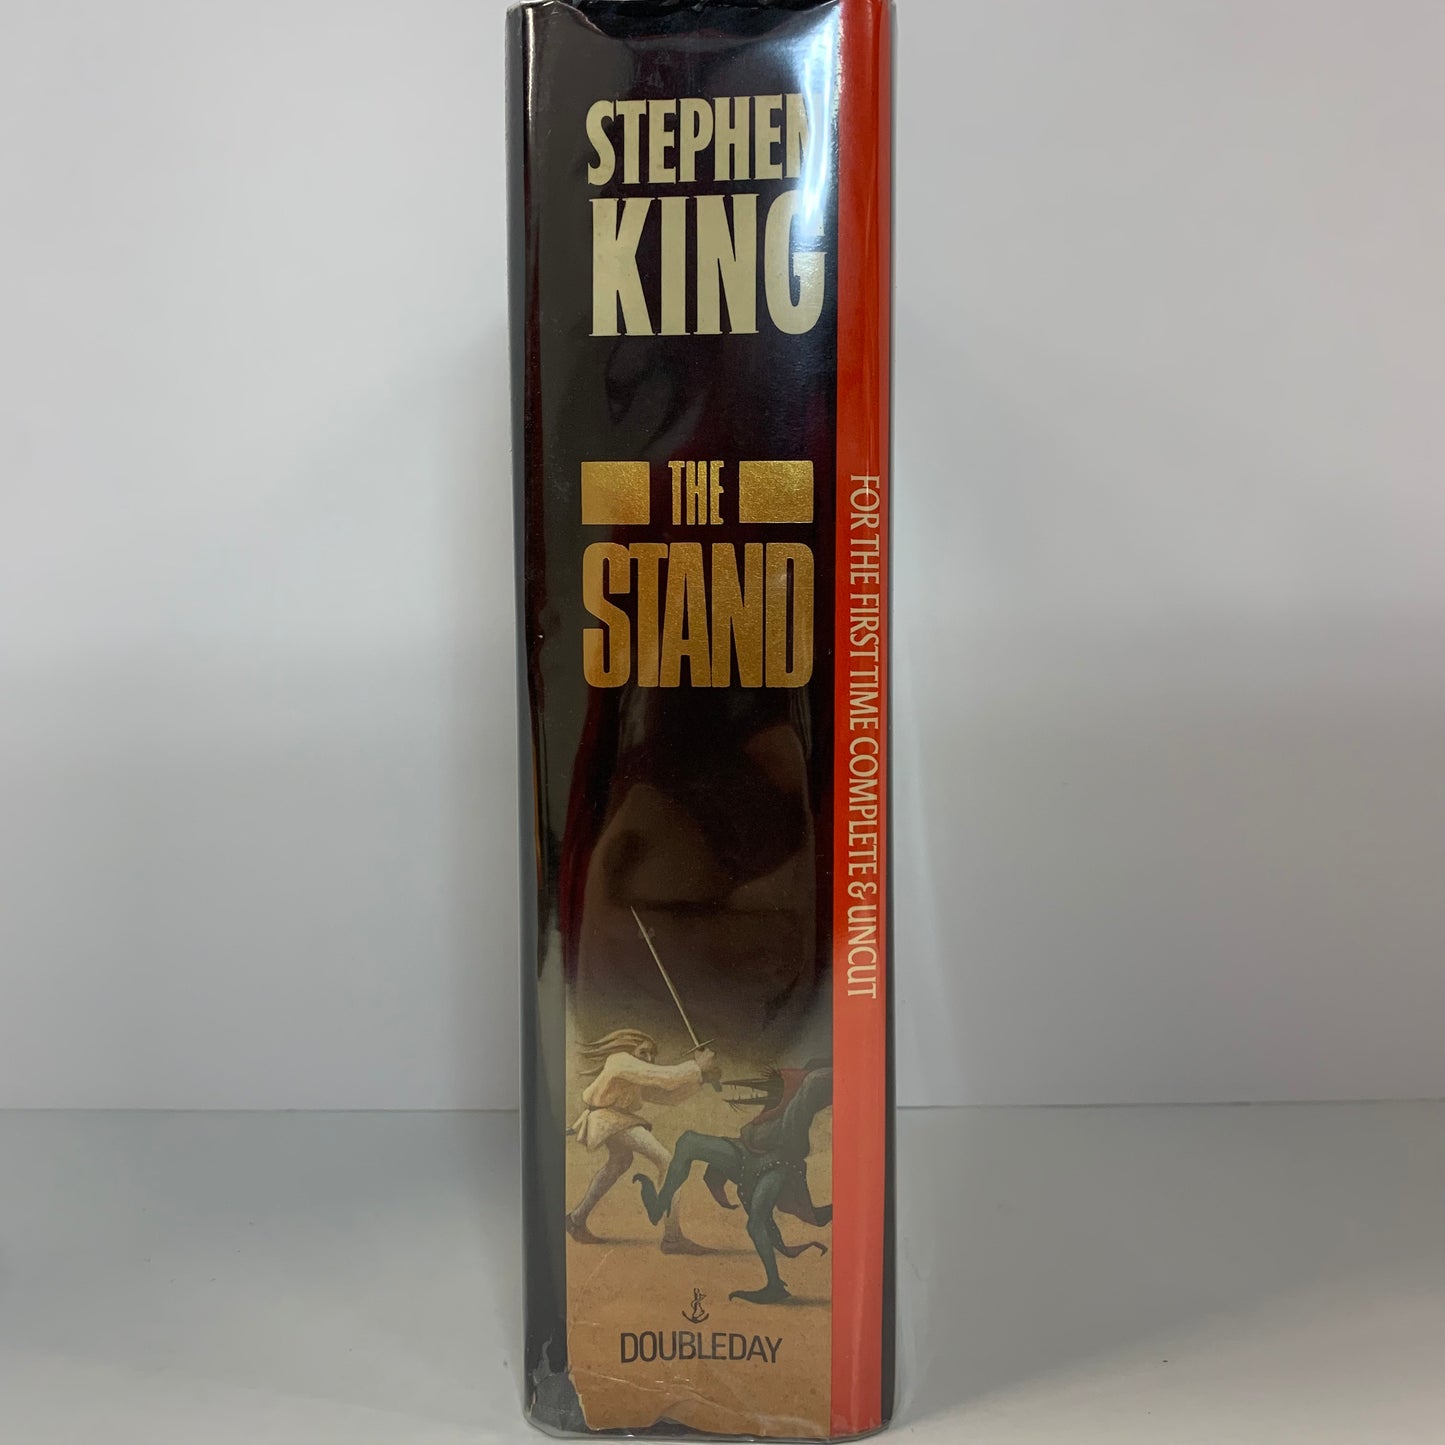 STEPHEN
KING
THE
STAND
FOR THE FIRST TIME COMPLETE & UNCUT
DOUBLEDAY